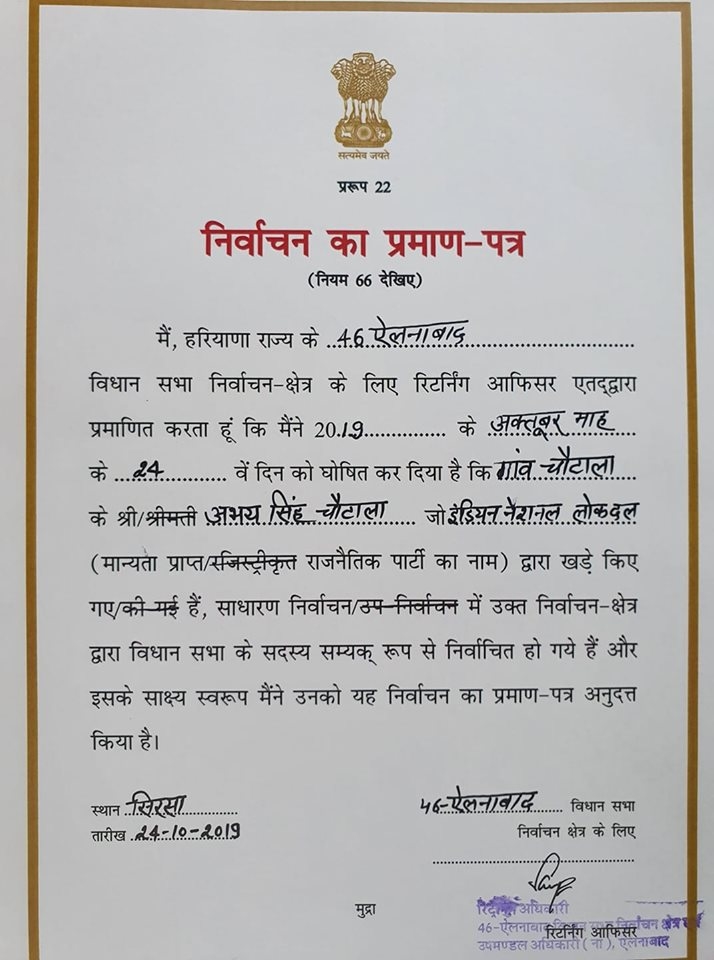 सत्यमेव जयते
प्ररूप 22
निर्वाचन का प्रमाण-पत्र
(नियम 66 देखिए)
मैं, हरियाणा राज्य के 46 ऐलनाबाद
विधान सभा निर्वाचन-क्षेत्र के लिए रिटर्निंग आफिसर एतद्द्वारा
प्रमाणित करता हूं कि मैंने 2019 के अक्तूबर माह
के 24 वें दिन को घोषित कर दिया है कि गांव चौटाला
के श्री/श्रीमती अभय सिंह चौटाला जो इंडियन नैशनल लोकदल
(मान्यता प्राप्त/रजिस्ट्रीकृत राजनैतिक पार्टी का नाम) द्वारा खड़े किए
गए/की गई हैं, साधारण निर्वाचन/उप-निर्वाचन में उक्त निर्वाचन-क्षेत्र
द्वारा विधान सभा के सदस्य सम्यक् रूप से निर्वाचित हो गये हैं और
इसके साक्ष्य स्वरूप मैंने उनको यह निर्वाचन का प्रमाण-पत्र अनुदत्त
किया है।
स्थान सिरसा
तारीख 24-10-2019
46-ऐलनाबाद विधान सभा
निर्वाचन क्षेत्र के लिए
मुद्रा
अधिकारी
46-ऐलनाबाद निर्वाचन क्षेत्र
रिटर्निंग आफिसर
उपमण्डल अधिकारी (ना), ऐलनाबाद